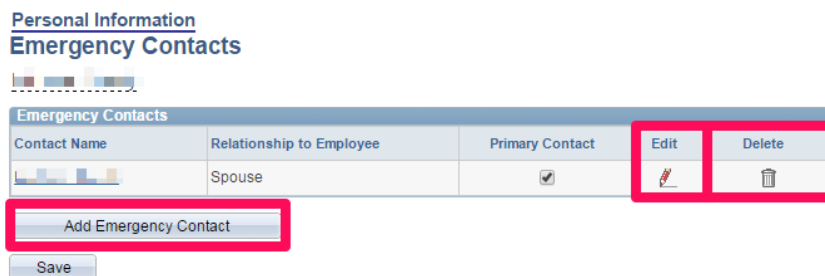 Personal Information
Emergency Contacts
Emergency Contacts
Contact Name Relationship to Employee Primary Contact Edit Delete
Spouse
Add Emergency Contact
Save